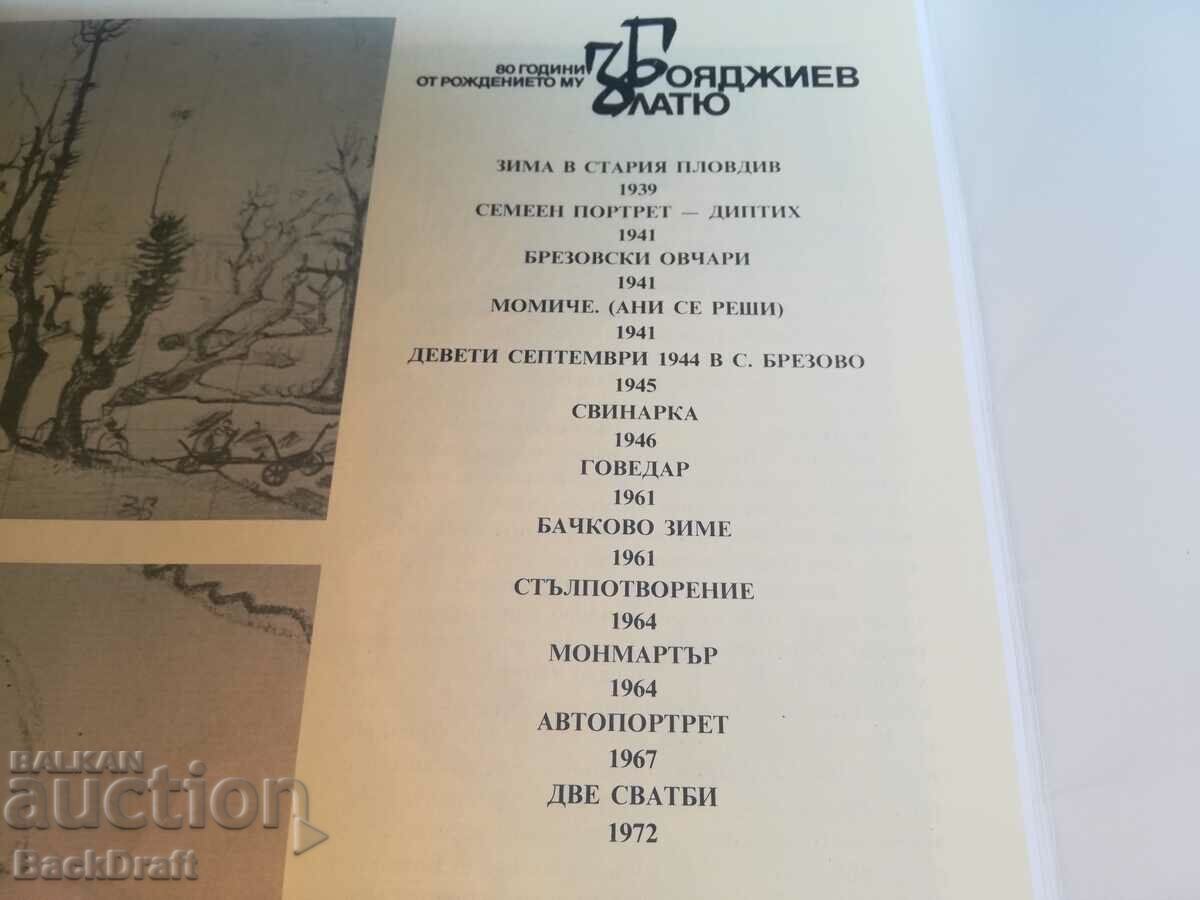 80 ГОДИНИ
ОТ РОЖДЕНИЕТО МУ
БОЯДЖИЕВ
ЗЛАТЮ
ЗИМА В СТАРИЯ ПЛОВДИВ
1939
СЕМЕЕН ПОРТРЕТ — ДИПТИХ
1941
БРЕЗОВСКИ ОВЧАРИ
1941
МОМИЧЕ. (АНИ СЕ РЕШИ)
1941
ДЕВЕТИ СЕПТЕМВРИ 1944 В С. БРЕЗОВО
1945
СВИНАРКА
1946
ГОВЕДАР
1961
БАЧКОВО ЗИМЕ
1961
СТЪЛПОТВОРЕНИЕ
1964
МОНМАРТЪР
1964
АВТОПОРТРЕТ
1967
ДВЕ СВАТБИ
1972
ЗБ
BALKAN
auction
BackDraft